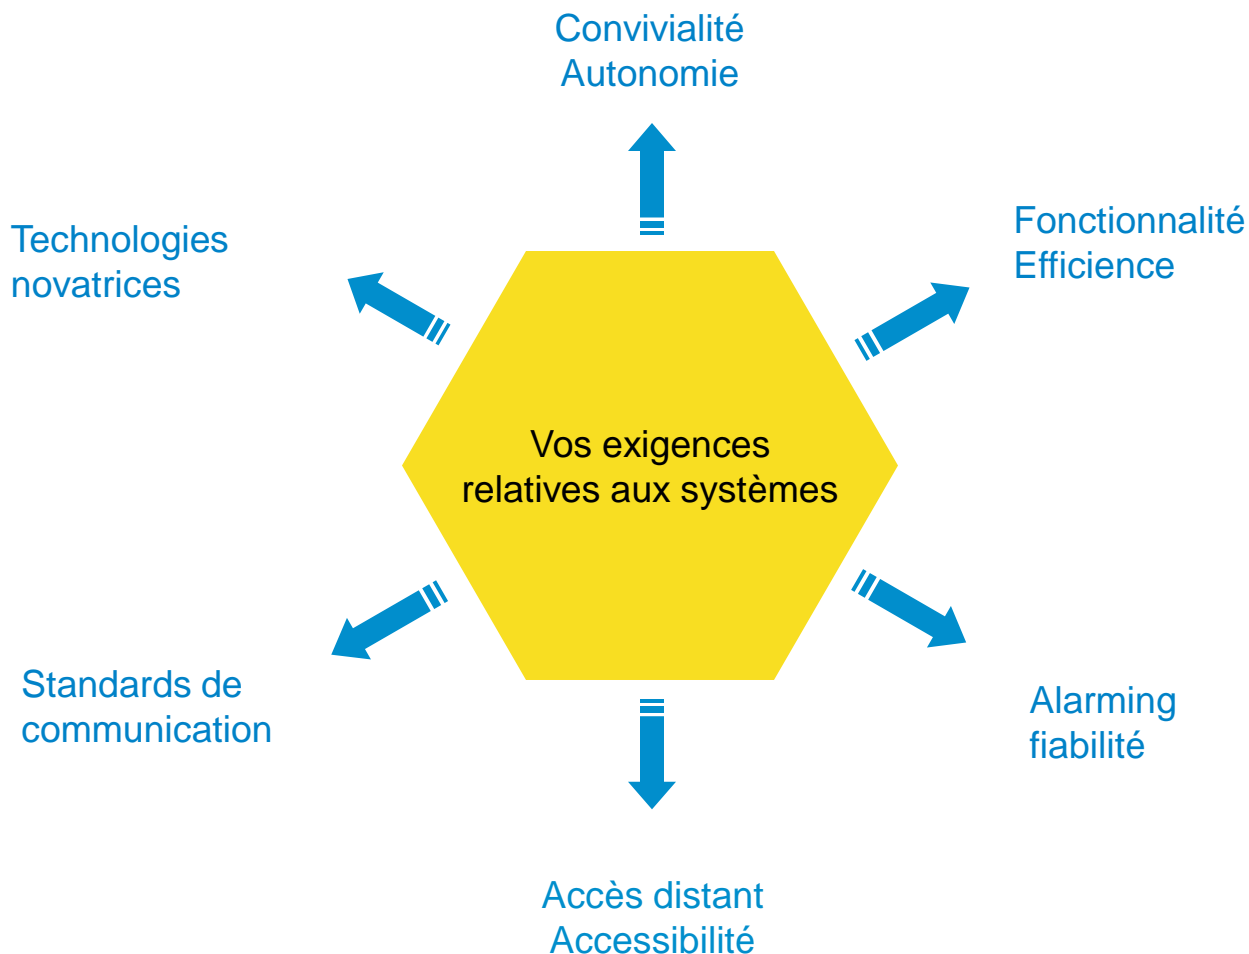 Convivialité
Autonomie
Technologies
novatrices
Fonctionnalité
Efficience
Vos exigences
relatives aux systèmes
Standards de
communication
Alarming
fiabilité
Accès distant
Accessibilité